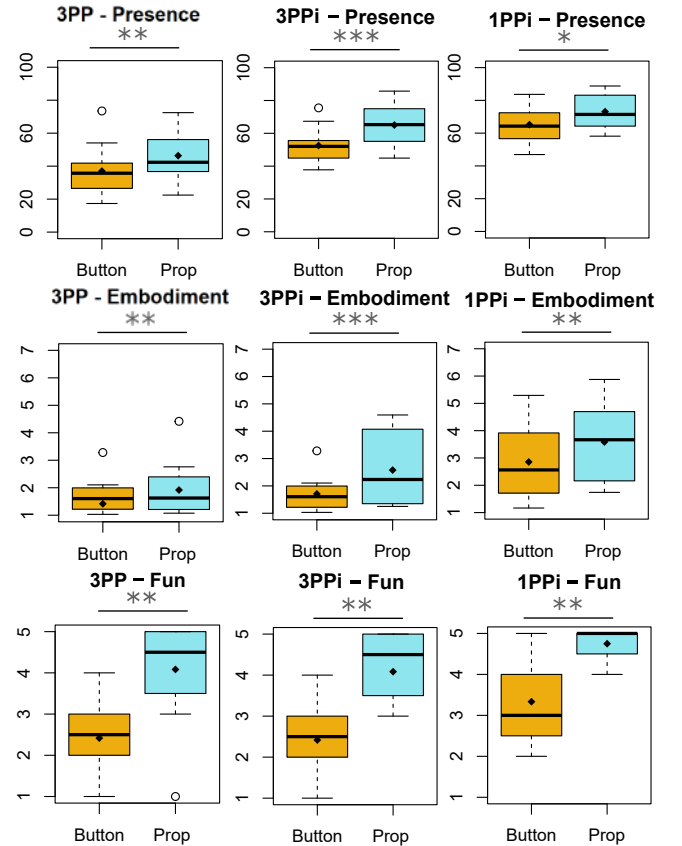 3PP - Presence 3PPi – Presence 1PPi – Presence
** *** *
100 100 100
60 60 60
20 20 20
0 0 0
Button Prop Button Prop Button Prop
3PP - Embodiment 3PPi – Embodiment 1PPi – Embodiment
** *** **
7 7 7
6 6 6
5 5 5
4 4 4
3 3 3
2 2 2
1 1 1
Button Prop Button Prop Button Prop
3PP – Fun 3PPi – Fun 1PPi – Fun
** ** **
5 5 5
4 4 4
3 3 3
2 2 2
1 1 1
Button Prop Button Prop Button Prop